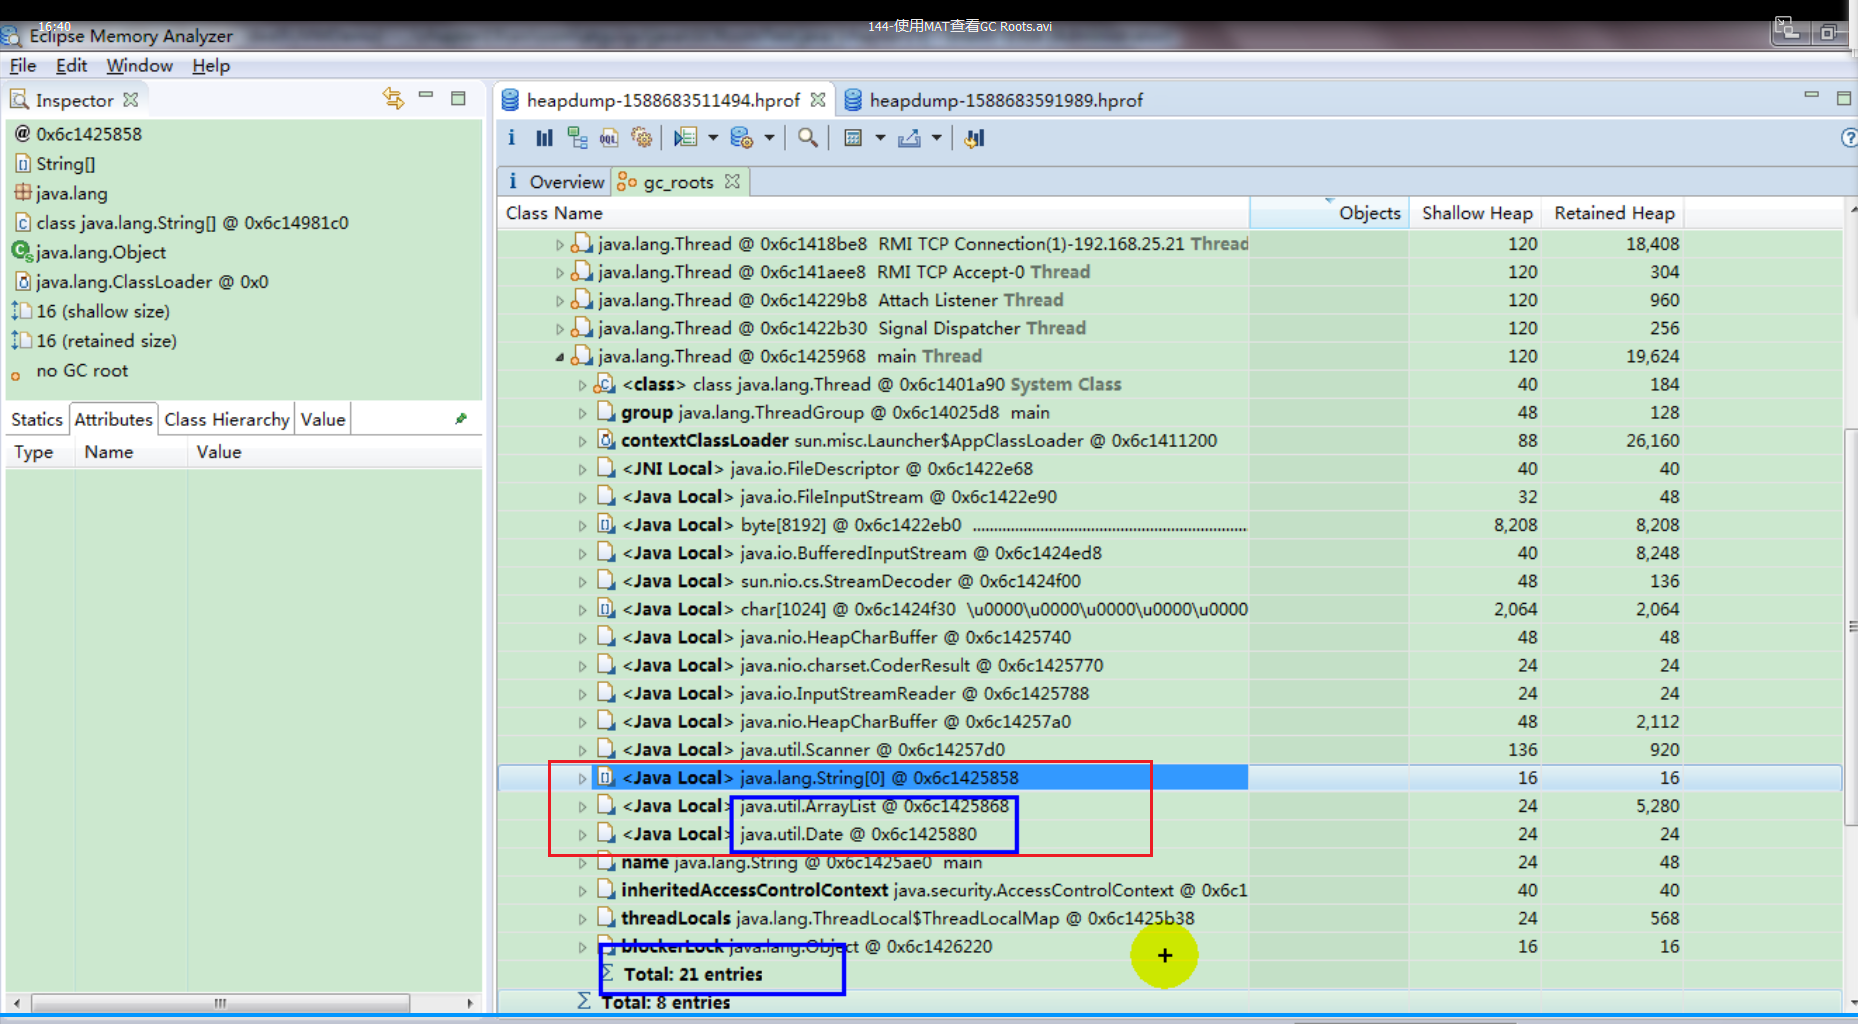 16:40
144-使用MAT查看GC Roots.avi
Eclipse Memory Analyzer
File Edit Window Help
Inspector
@ 0x6c1425858
String[]
java.lang
class java.lang.String[] @ 0x6c14981c0
java.lang.Object
java.lang.ClassLoader @ 0x0
16 (shallow size)
16 (retained size)
no GC root
Statics Attributes Class Hierarchy Value
Type Name Value
heapdump-1588683511494.hprof heapdump-1588683591989.hprof
i OQL
i Overview gc_roots
Class Name Objects Shallow Heap Retained Heap
java.lang.Thread @ 0x6c1418be8 RMI TCP Connection(1)-192.168.25.21 Thread 120 18,408
java.lang.Thread @ 0x6c141aee8 RMI TCP Accept-0 Thread 120 304
java.lang.Thread @ 0x6c14229b8 Attach Listener Thread 120 960
java.lang.Thread @ 0x6c1422b30 Signal Dispatcher Thread 120 256
java.lang.Thread @ 0x6c1425968 main Thread 120 19,624
<class> class java.lang.Thread @ 0x6c1401a90 System Class 40 184
group java.lang.ThreadGroup @ 0x6c14025d8 main 48 128
contextClassLoader sun.misc.Launcher$AppClassLoader @ 0x6c1411200 88 26,160
<JNI Local> java.io.FileDescriptor @ 0x6c1422e68 40 40
<Java Local> java.io.FileInputStream @ 0x6c1422e90 32 48
<Java Local> byte[8192] @ 0x6c1422eb0 ................................................................ 8,208 8,208
<Java Local> java.io.BufferedInputStream @ 0x6c1424ed8 40 8,248
<Java Local> sun.nio.cs.StreamDecoder @ 0x6c1424f00 48 136
<Java Local> char[1024] @ 0x6c1424f30 \u0000\u0000\u0000\u0000\u0000 2,064 2,064
<Java Local> java.nio.HeapCharBuffer @ 0x6c1425740 48 48
<Java Local> java.nio.charset.CoderResult @ 0x6c1425770 24 24
<Java Local> java.io.InputStreamReader @ 0x6c1425788 24 24
<Java Local> java.nio.HeapCharBuffer @ 0x6c14257a0 48 2,112
<Java Local> java.util.Scanner @ 0x6c14257d0 136 920
<Java Local> java.lang.String[0] @ 0x6c1425858 16 16
<Java Local> java.util.ArrayList @ 0x6c1425868 24 5,280
<Java Local> java.util.Date @ 0x6c1425880 24 24
name java.lang.String @ 0x6c1425ae0 main 24 48
inheritedAccessControlContext java.security.AccessControlContext @ 0x6c1 40 40
threadLocals java.lang.ThreadLocal$ThreadLocalMap @ 0x6c1425b38 24 568
blockerLock java.lang.Object @ 0x6c1426220 16 16
Σ Total: 21 entries
Σ Total: 8 entries